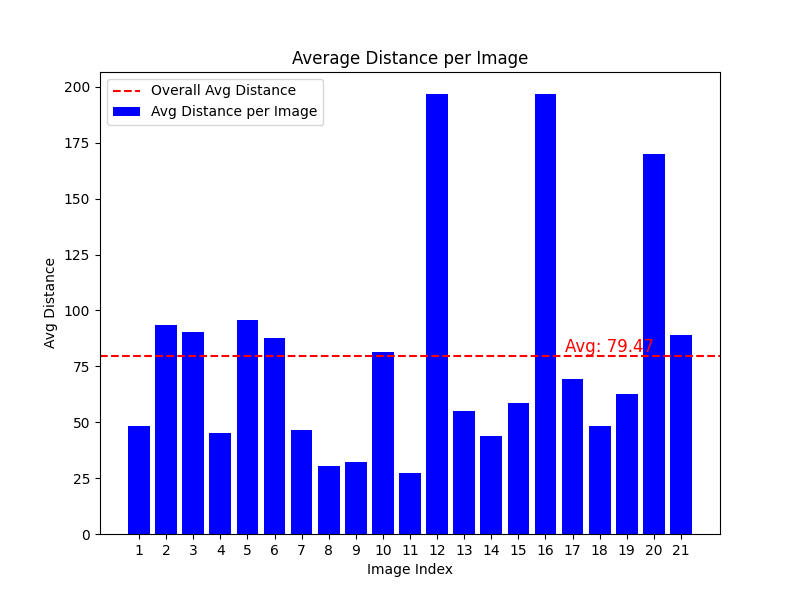 Average Distance per Image
Overall Avg Distance
Avg Distance per Image
Avg Distance
200
175
150
125
100
75
50
25
0
Avg: 79.47
1 2 3 4 5 6 7 8 9 10 11 12 13 14 15 16 17 18 19 20 21
Image Index